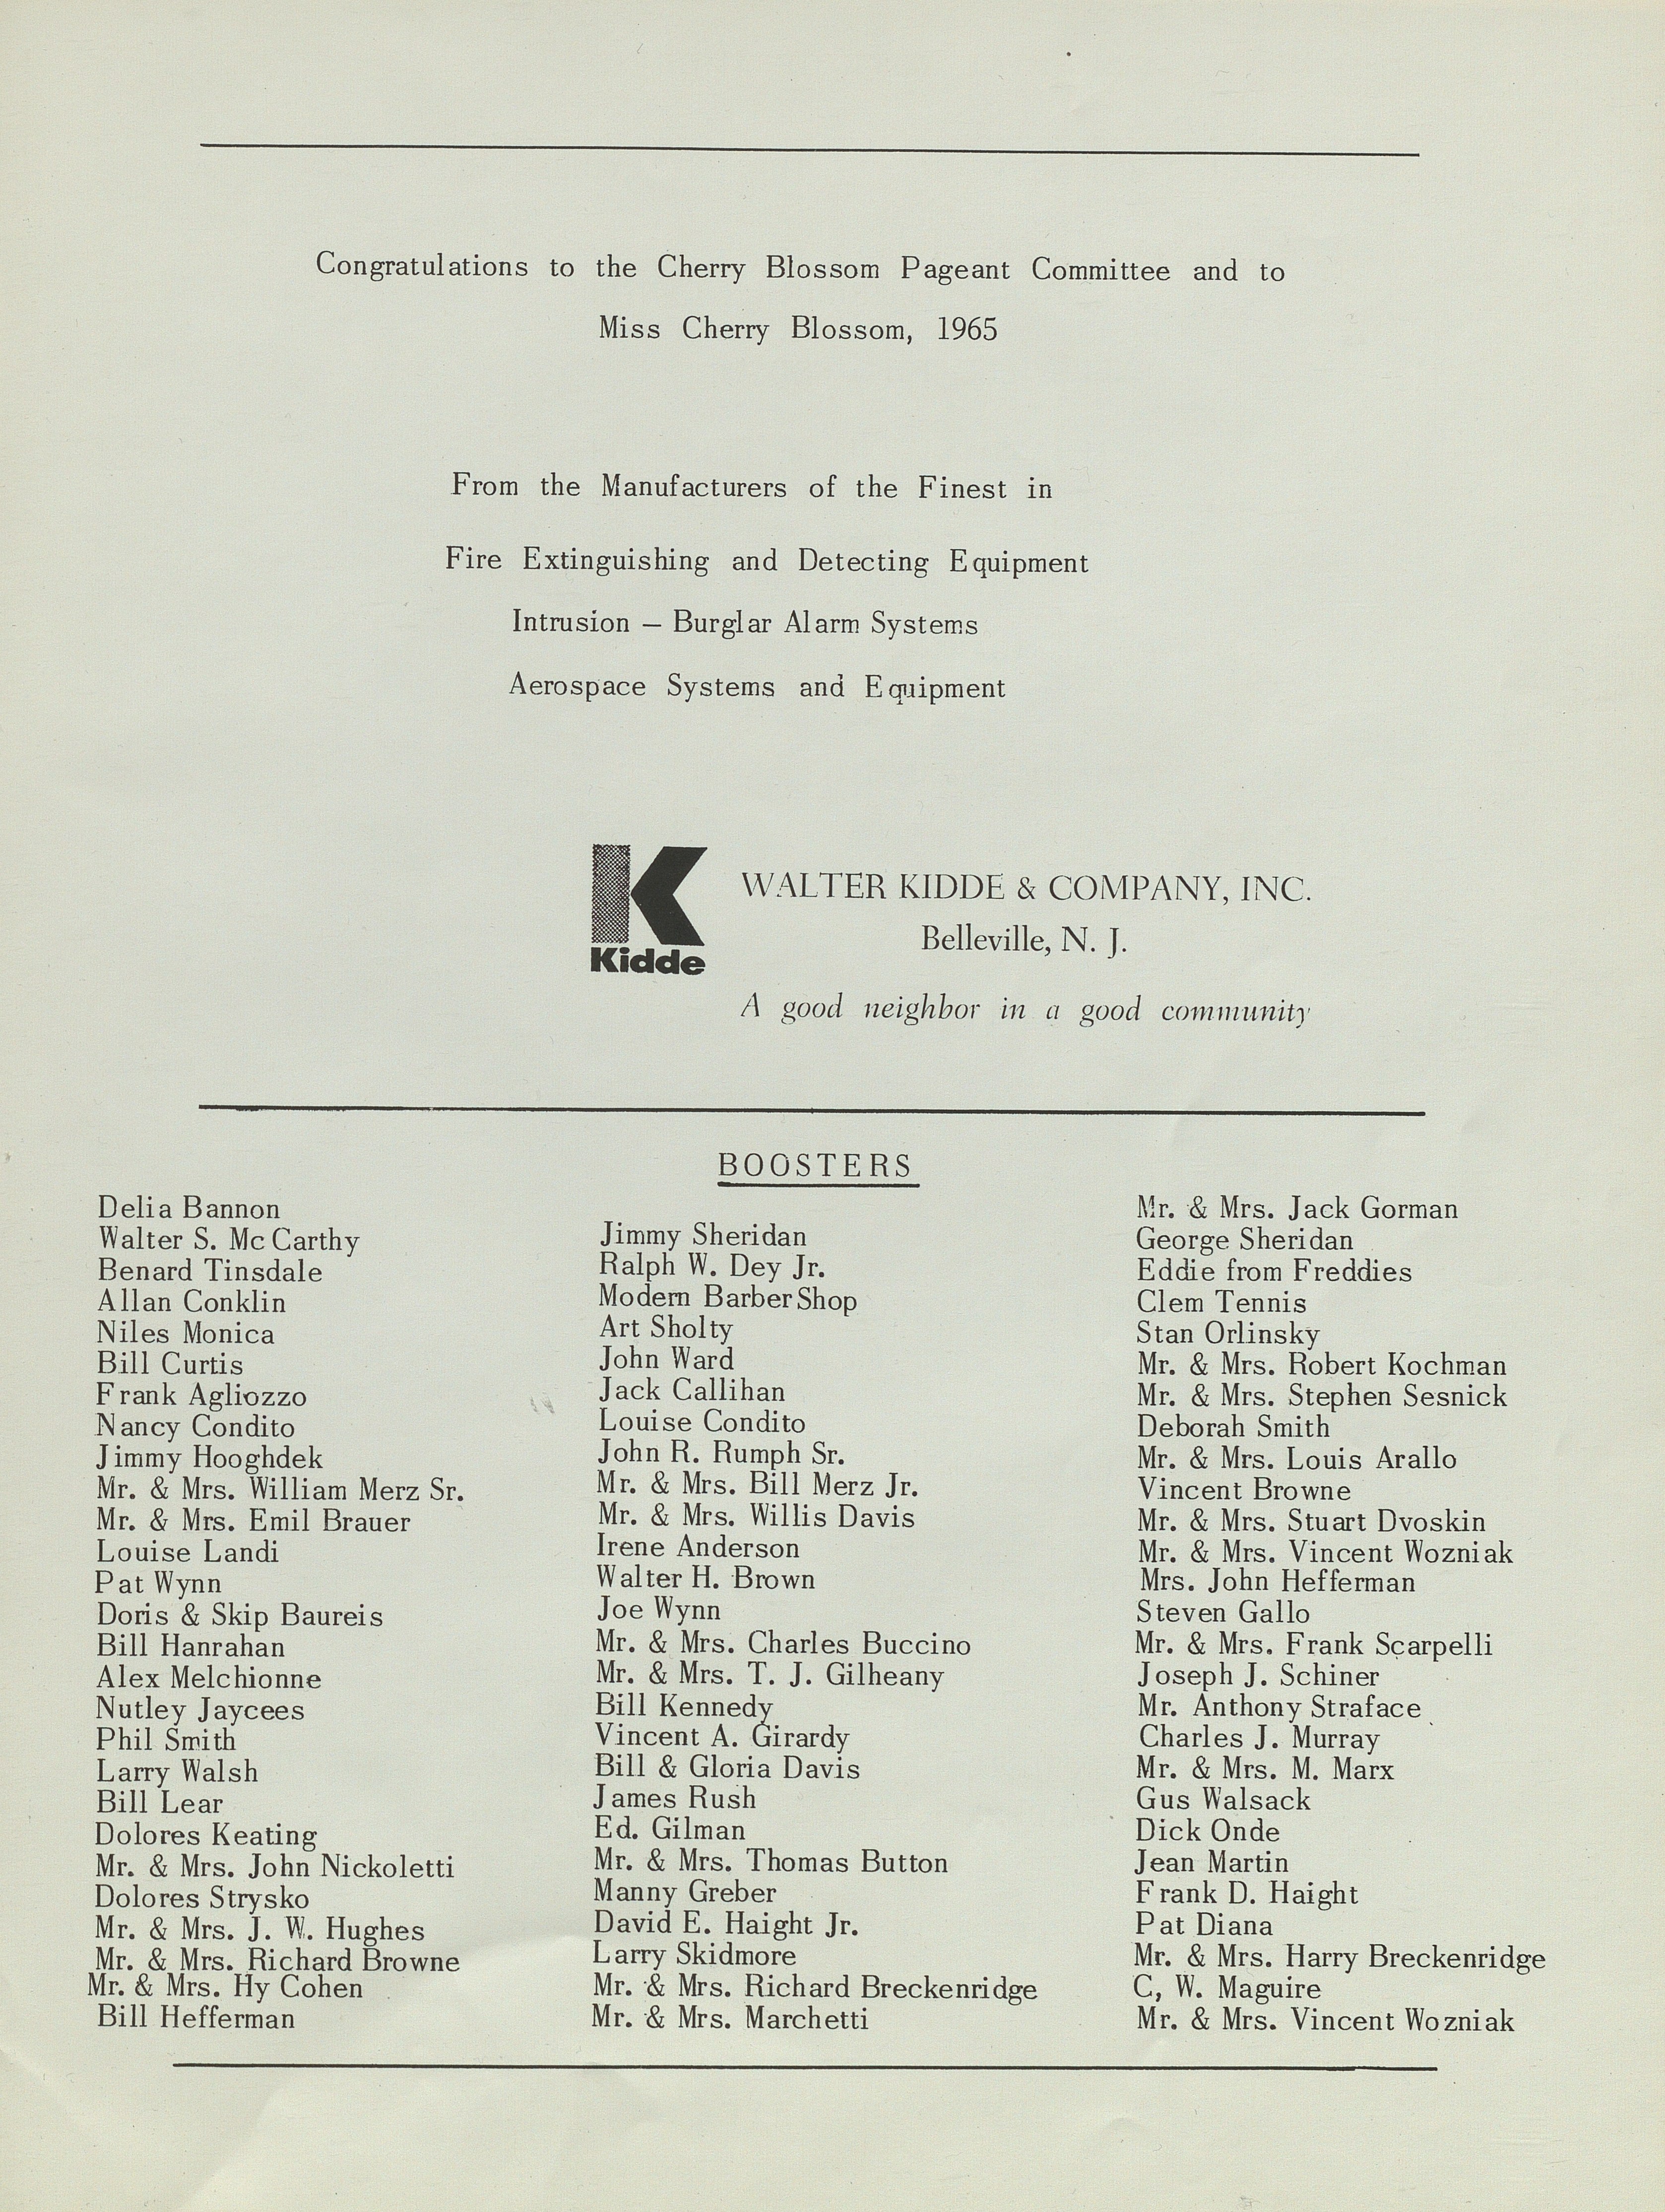 Congratulations to the Cherry Blossom Pageant Committee and to
Miss Cherry Blossom, 1965
From the Manufacturers of the Finest in
Fire Extinguishing and Detecting Equipment
Intrusion — Burglar Alarm Systems
Aerospace Systems and Equipment
Kidde
WALTER KIDDE & COMPANY, INC.
Belleville, N. J.
A good neighbor in a good community
BOOSTERS
Delia Bannon
Walter S. Mc Carthy
Benard Tinsdale
Allan Conklin
Niles Monica
Bill Curtis
Frank Agliozzo
Nancy Condito
Jimmy Hooghdek
Mr. & Mrs. William Merz Sr.
Mr. & Mrs. Emil Brauer
Louise Landi
Pat Wynn
Doris & Skip Baureis
Bill Hanrahan
Alex Melchionne
Nutley Jaycees
Phil Smith
Larry Walsh
Bill Lear
Dolores Keating
Mr. & Mrs. John Nickoletti
Dolores Strysko
Mr. & Mrs. J. W. Hughes
Mr. & Mrs. Richard Browne
Mr. & Mrs. Hy Cohen
Bill Hefferman
Jimmy Sheridan
Ralph W. Dey Jr.
Modern Barber Shop
Art Sholty
John Ward
Jack Callihan
Louise Condito
John R. Rumph Sr.
Mr. & Mrs. Bill Merz Jr.
Mr. & Mrs. Willis Davis
Irene Anderson
Walter H. Brown
Joe Wynn
Mr. & Mrs. Charles Buccino
Mr. & Mrs. T. J. Gilheany
Bill Kennedy
Vincent A. Girardy
Bill & Gloria Davis
James Rush
Ed. Gilman
Mr. & Mrs. Thomas Button
Manny Greber
David E. Haight Jr.
Larry Skidmore
Mr. & Mrs. Richard Breckenridge
Mr. & Mrs. Marchetti
Mr. & Mrs. Jack Gorman
George Sheridan
Eddie from Freddies
Clem Tennis
Stan Orlinsky
Mr. & Mrs. Robert Kochman
Mr. & Mrs. Stephen Sesnick
Deborah Smith
Mr. & Mrs. Louis Arallo
Vincent Browne
Mr. & Mrs. Stuart Dvoskin
Mr. & Mrs. Vincent Wozniak
Mrs. John Hefferman
Steven Gallo
Mr. & Mrs. Frank Scarpelli
Joseph J. Schiner
Mr. Anthony Straface
Charles J. Murray
Mr. & Mrs. M. Marx
Gus Walsack
Dick Onde
Jean Martin
Frank D. Haight
Pat Diana
Mr. & Mrs. Harry Breckenridge
C, W. Maguire
Mr. & Mrs. Vincent Wozniak